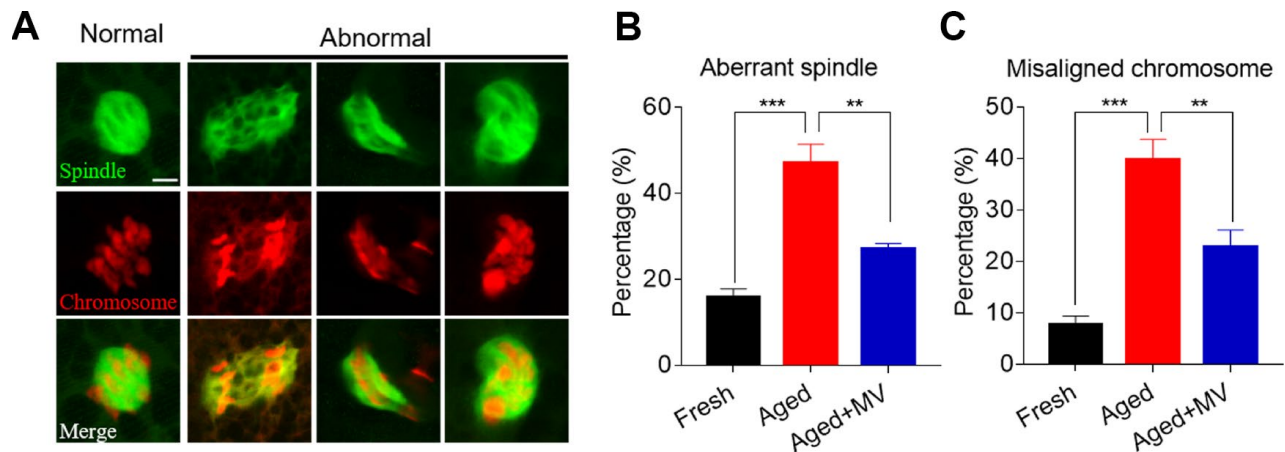 A
Normal
Abnormal
Spindle
Chromosome
Merge
B
Aberrant spindle
Percentage (%)
60
40
20
0
***
**
Fresh
Aged
Aged+MV
C
Misaligned chromosome
Percentage (%)
50
40
30
20
10
0
***
**
Fresh
Aged
Aged+MV